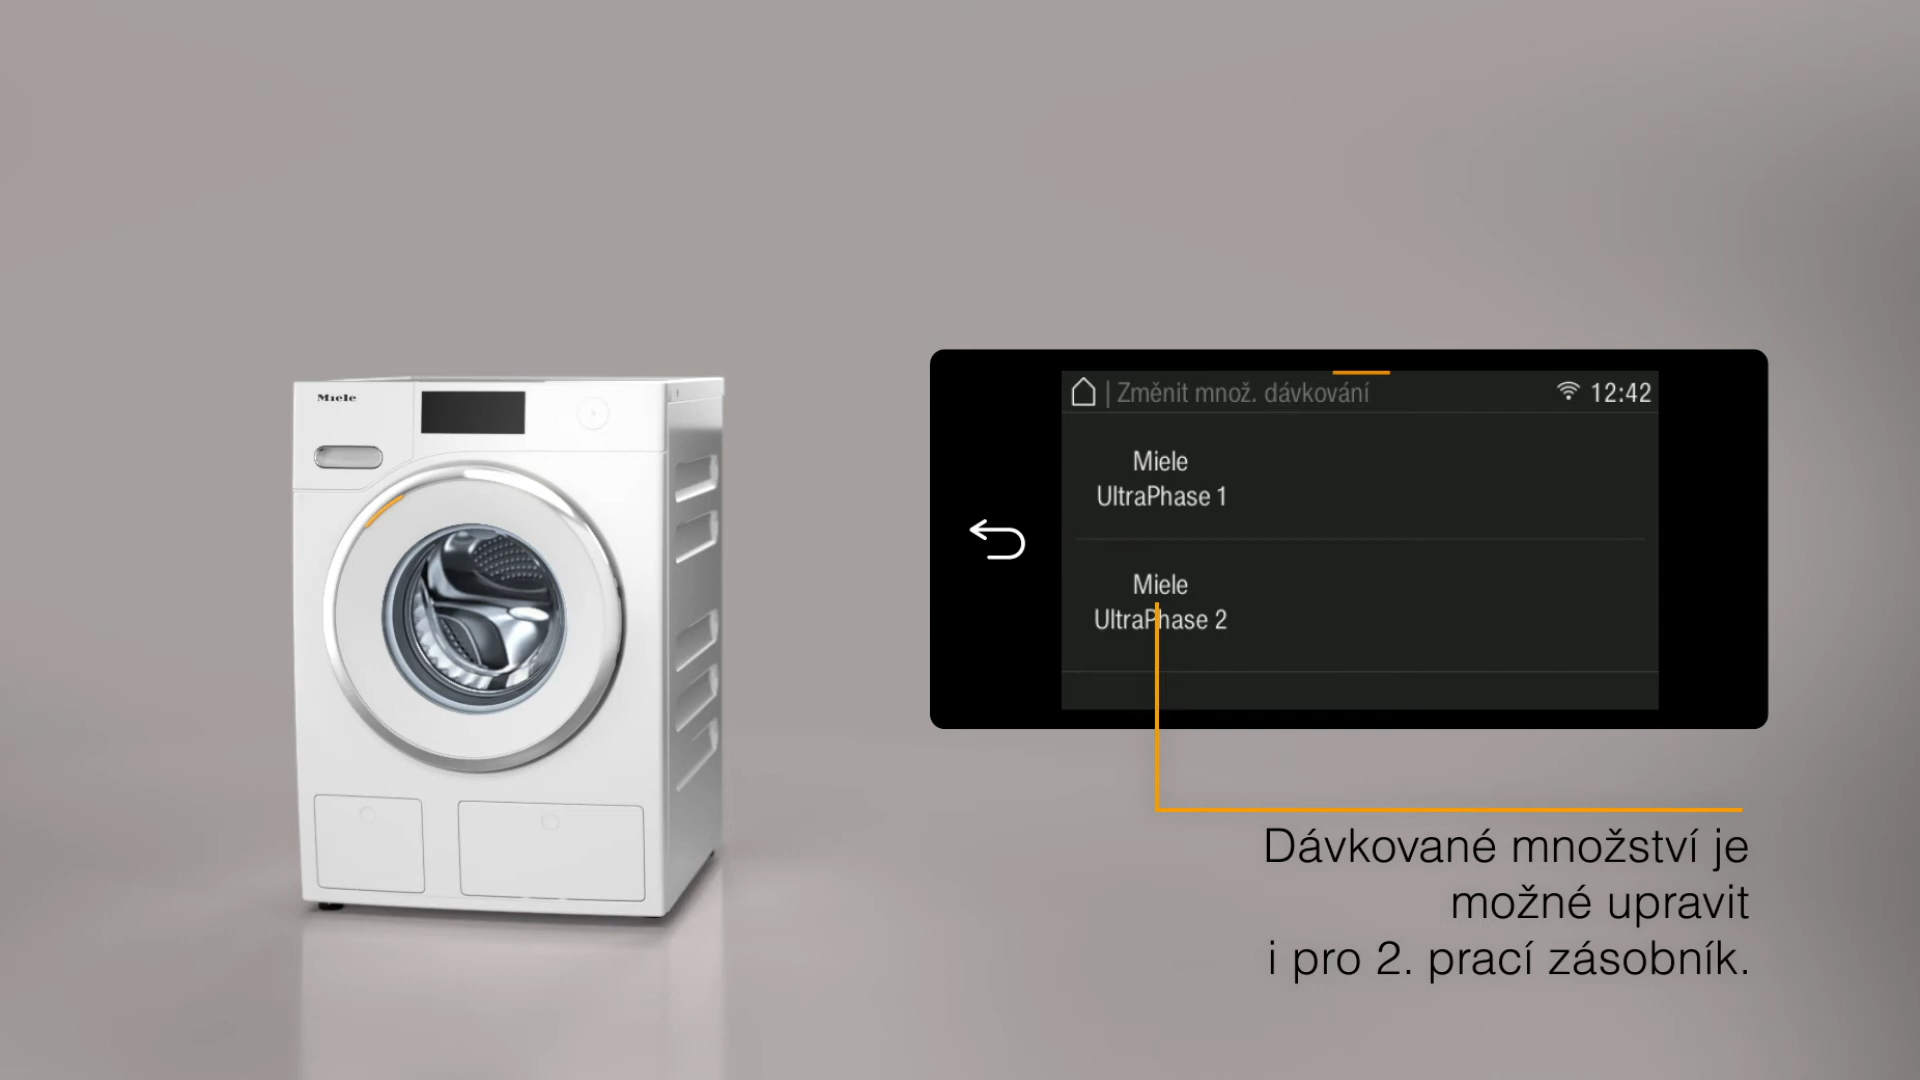 Miele
| Změnit množ. dávkování
12:42
Miele
UltraPhase 1
Miele
UltraPhase 2
Dávkované množství je
možné upravit
i pro 2. prací zásobník.